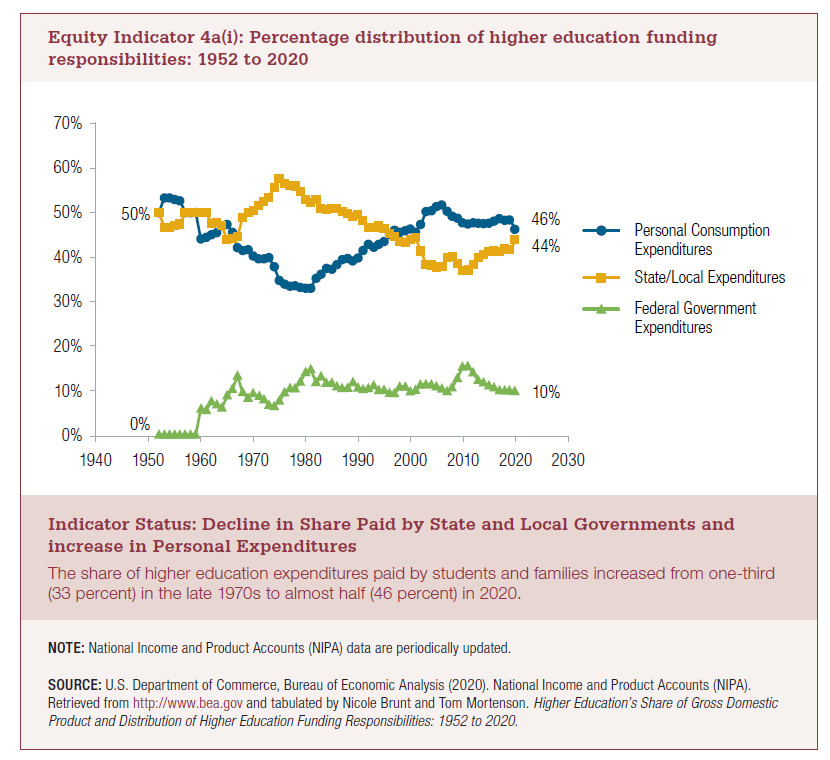 Equity Indicator 4a(i): Percentage distribution of higher education funding
responsibilities: 1952 to 2020
70%
60%
50%
40%
30%
20%
10%
0%
50%
0%
46%
44%
10%
1940 1950 1960 1970 1980 1990 2000 2010 2020 2030
Personal Consumption
Expenditures
State/Local Expenditures
Federal Government
Expenditures
Indicator Status: Decline in Share Paid by State and Local Governments and
increase in Personal Expenditures
The share of higher education expenditures paid by students and families increased from one-third
(33 percent) in the late 1970s to almost half (46 percent) in 2020.
NOTE: National Income and Product Accounts (NIPA) data are periodically updated.
SOURCE: U.S. Department of Commerce, Bureau of Economic Analysis (2020). National Income and Product Accounts (NIPA).
Retrieved from http://www.bea.gov and tabulated by Nicole Brunt and Tom Mortenson. Higher Education's Share of Gross Domestic
Product and Distribution of Higher Education Funding Responsibilities: 1952 to 2020.